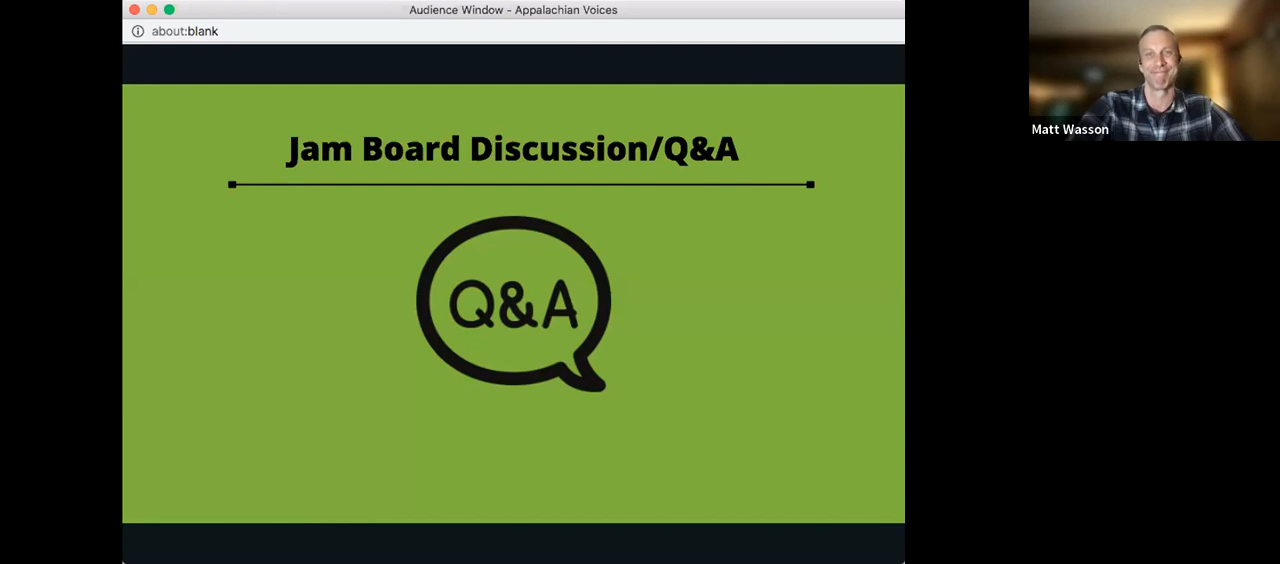 Audience Window - Appalachian Voices
about:blank
Jam Board Discussion/Q&A
Q&A
Matt Wasson